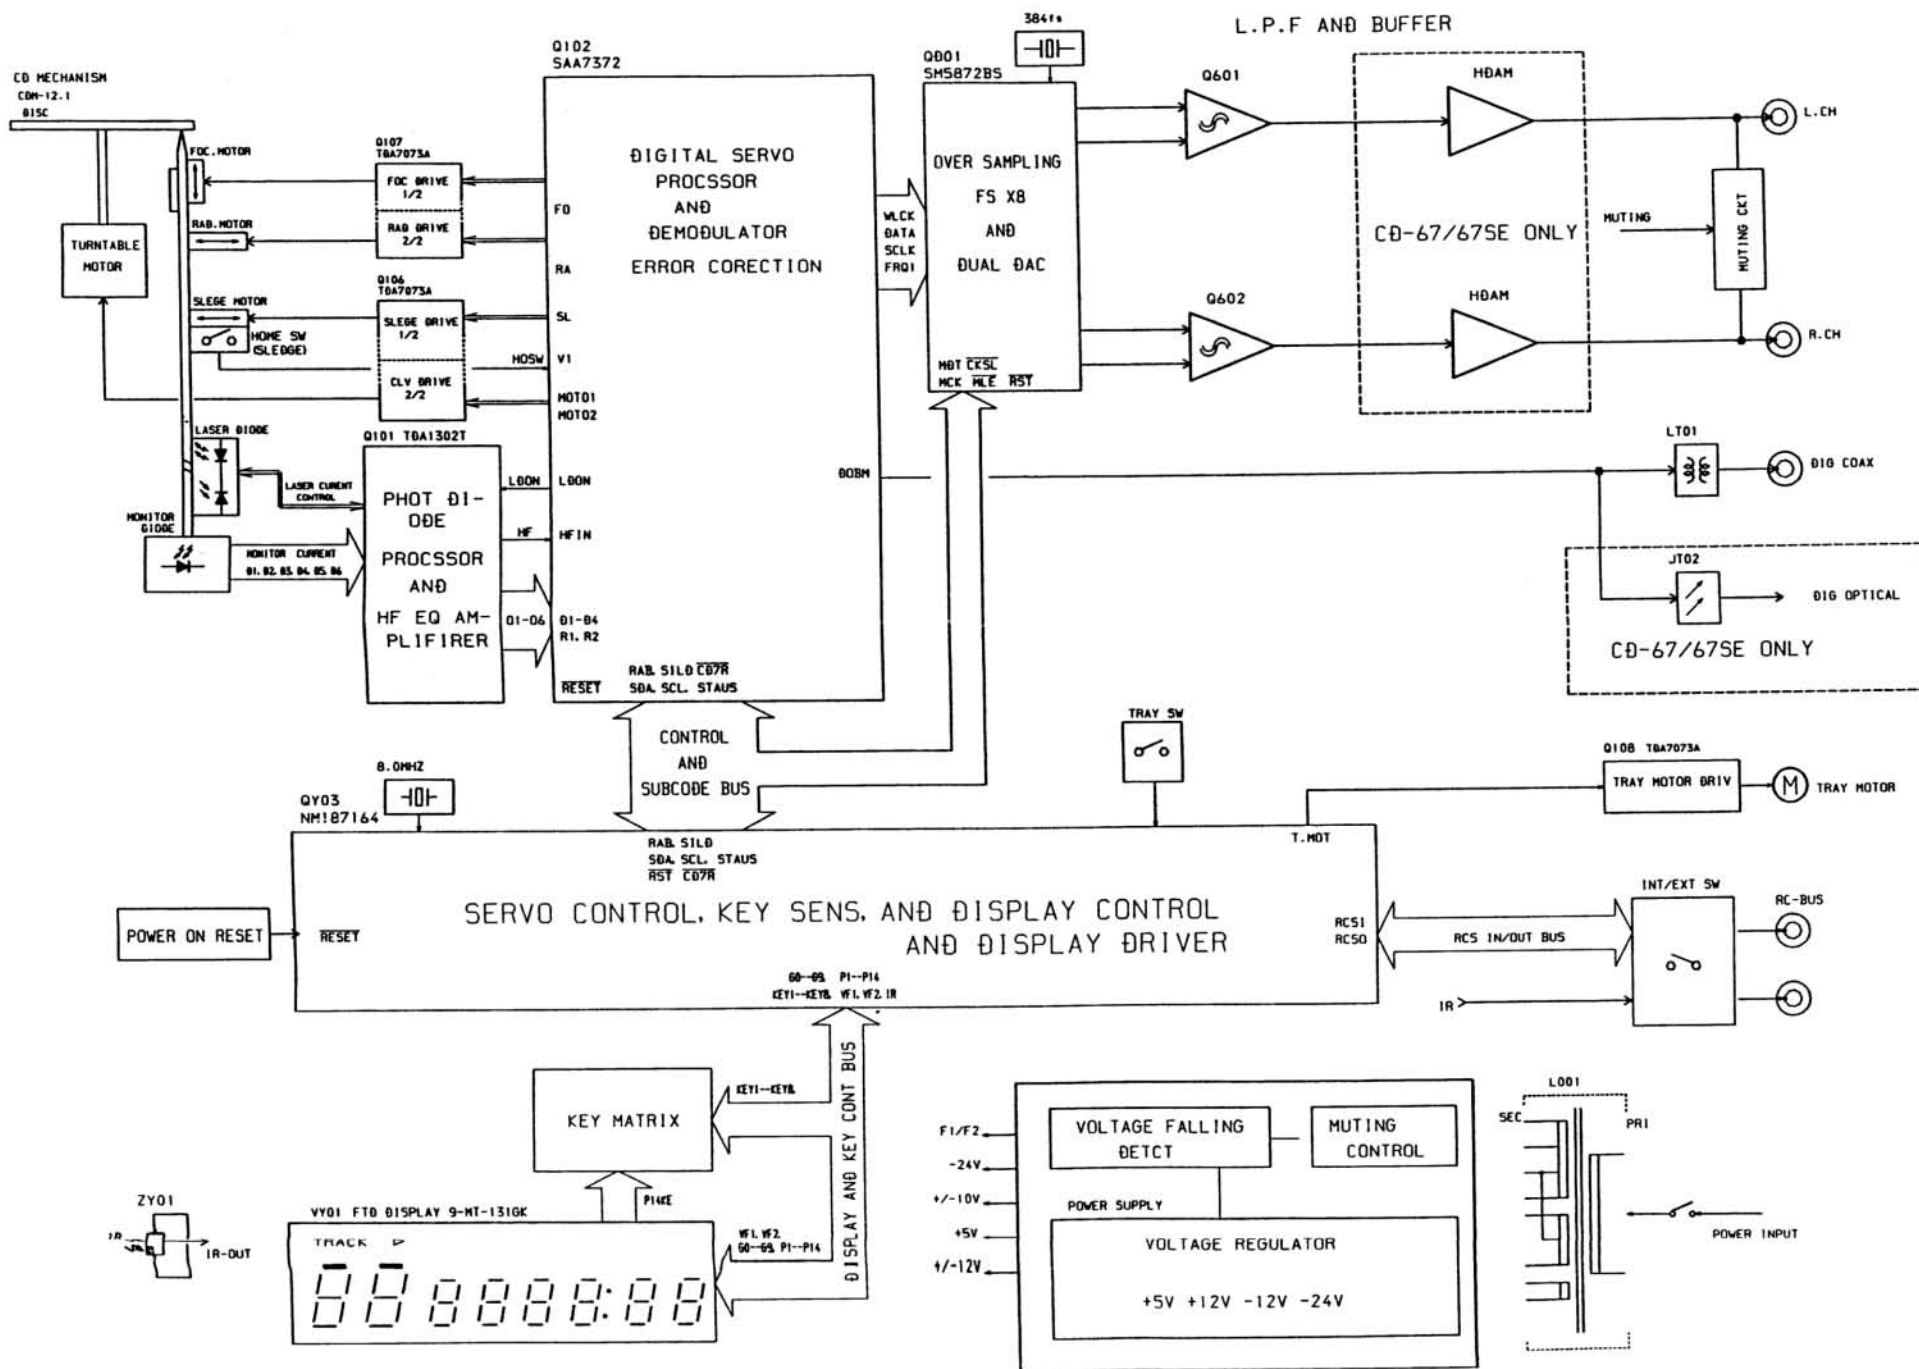 L.P.F AND BUFFER
384fs
CD MECHANISM
CDM-12.1
DISC
Q102
SAA7372
QD01
SM5872BS
Q601
HDAM
L.CH
FOC.MOTOR
Q107
TDA7073A
FOC DRIVE
1/2
RAD DRIVE
2/2
RAD.MOTOR
TURNTABLE
MOTOR
DIGITAL SERVO
PROCSSOR
AND
DEMODULATOR
ERROR CORECTION
FO
RA
SL
V1
MOTO1
MOTO2
WLCK
DATA
SCLK
FRQ1
OVER SAMPLING
FS X8
AND
DUAL DAC
CD-67/67SE ONLY
MUTING
MUTING CKT
Q106
TDA7073A
SLEGE MOTOR
SLEGE DRIVE
1/2
HOME SW
(SLEDGE)
HOSW
CLV DRIVE
2/2
Q602
HDAM
R.CH
MDT CKSL
MCK MLE RST
LASER DIODE
Q101 TDA1302T
LASER CURENT
CONTROL
LDON
LDON
DOBM
LT01
DIG COAX
PHOT DI-
ODE
PROCSSOR
AND
HF EQ AM-
PLIFIRER
MONITOR
DIODE
MONITOR CURRENT
D1. D2. D3. D4. D5. D6
HF
HFIN
O1-O6
D1-D4
R1. R2
JT02
DIG OPTICAL
CD-67/67SE ONLY
RAB. SILD CD7R
RESET
SDA. SCL. STAUS
CONTROL
AND
SUBCODE BUS
TRAY SW
8.0MHZ
QY03
NM187164
Q108 TDA7073A
TRAY MOTOR DRIV
M
TRAY MOTOR
T.MOT
RAB. SILD
SDA. SCL. STAUS
RST CD7R
POWER ON RESET
RESET
SERVO CONTROL, KEY SENS, AND DISPLAY CONTROL
AND DISPLAY DRIVER
RC5I
RC5O
RC5 IN/OUT BUS
INT/EXT SW
RC-BUS
IR
G0--G9. P1--P14
KEY1--KEY8. VF1. VF2. IR
DISPLAY AND KEY CONT BUS
KEY MATRIX
KEY1--KEY8.
P14KE
ZY01
IR
IR-OUT
VY01 FTD DISPLAY 9-MT-131GK
TRACK
VF1. VF2.
G0--G9. P1--P14
F1/F2
-24V
+/-10V
+5V
+/-12V
VOLTAGE FALLING
DETCT
MUTING
CONTROL
POWER SUPPLY
VOLTAGE REGULATOR
+5V +12V -12V -24V
L001
SEC
PRI
POWER INPUT